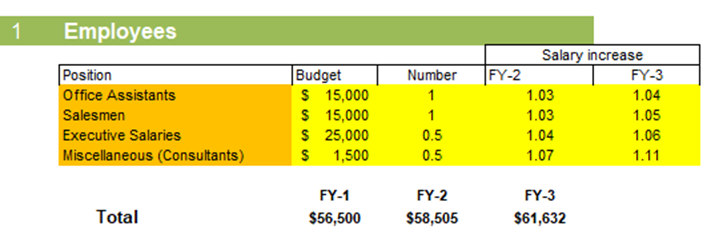 1 Employees
Salary increase
Position Budget Number FY-2 FY-3
Office Assistants $ 15,000 1 1.03 1.04
Salesmen $ 15,000 1 1.03 1.05
Executive Salaries $ 25,000 0.5 1.04 1.06
Miscellaneous (Consultants) $ 1,500 0.5 1.07 1.11
FY-1 FY-2 FY-3
Total $56,500 $58,505 $61,632